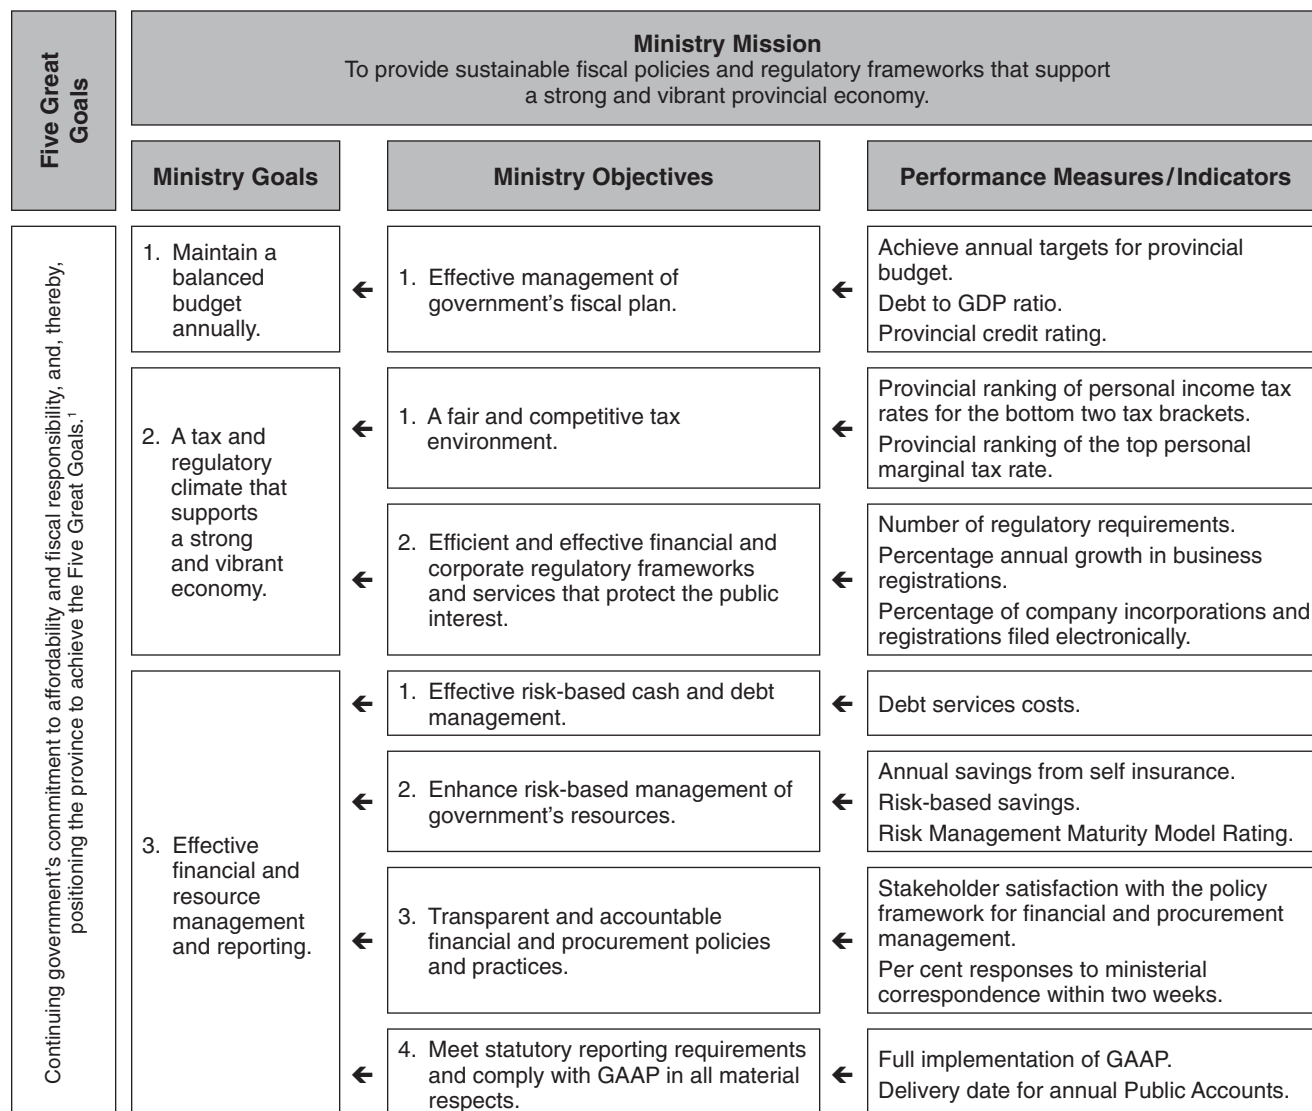 Five Great
Goals
Ministry Mission
To provide sustainable fiscal policies and regulatory frameworks that support
a strong and vibrant provincial economy.
Ministry Goals
Ministry Objectives
Performance Measures/Indicators
Continuing government’s commitment to affordability and fiscal responsibility, and, thereby,
positioning the province to achieve the Five Great Goals.¹
1. Maintain a
balanced
budget
annually.
1. Effective management of
government’s fiscal plan.
Achieve annual targets for provincial
budget.
Debt to GDP ratio.
Provincial credit rating.
2. A tax and
regulatory
climate that
supports
a strong
and vibrant
economy.
1. A fair and competitive tax
environment.
Provincial ranking of personal income tax
rates for the bottom two tax brackets.
Provincial ranking of the top personal
marginal tax rate.
2. Efficient and effective financial and
corporate regulatory frameworks
and services that protect the public
interest.
Number of regulatory requirements.
Percentage annual growth in business
registrations.
Percentage of company incorporations and
registrations filed electronically.
3. Effective
financial and
resource
management
and reporting.
1. Effective risk-based cash and debt
management.
Debt services costs.
2. Enhance risk-based management of
government’s resources.
Annual savings from self insurance.
Risk-based savings.
Risk Management Maturity Model Rating.
3. Transparent and accountable
financial and procurement policies
and practices.
Stakeholder satisfaction with the policy
framework for financial and procurement
management.
Per cent responses to ministerial
correspondence within two weeks.
4. Meet statutory reporting requirements
and comply with GAAP in all material
respects.
Full implementation of GAAP.
Delivery date for annual Public Accounts.